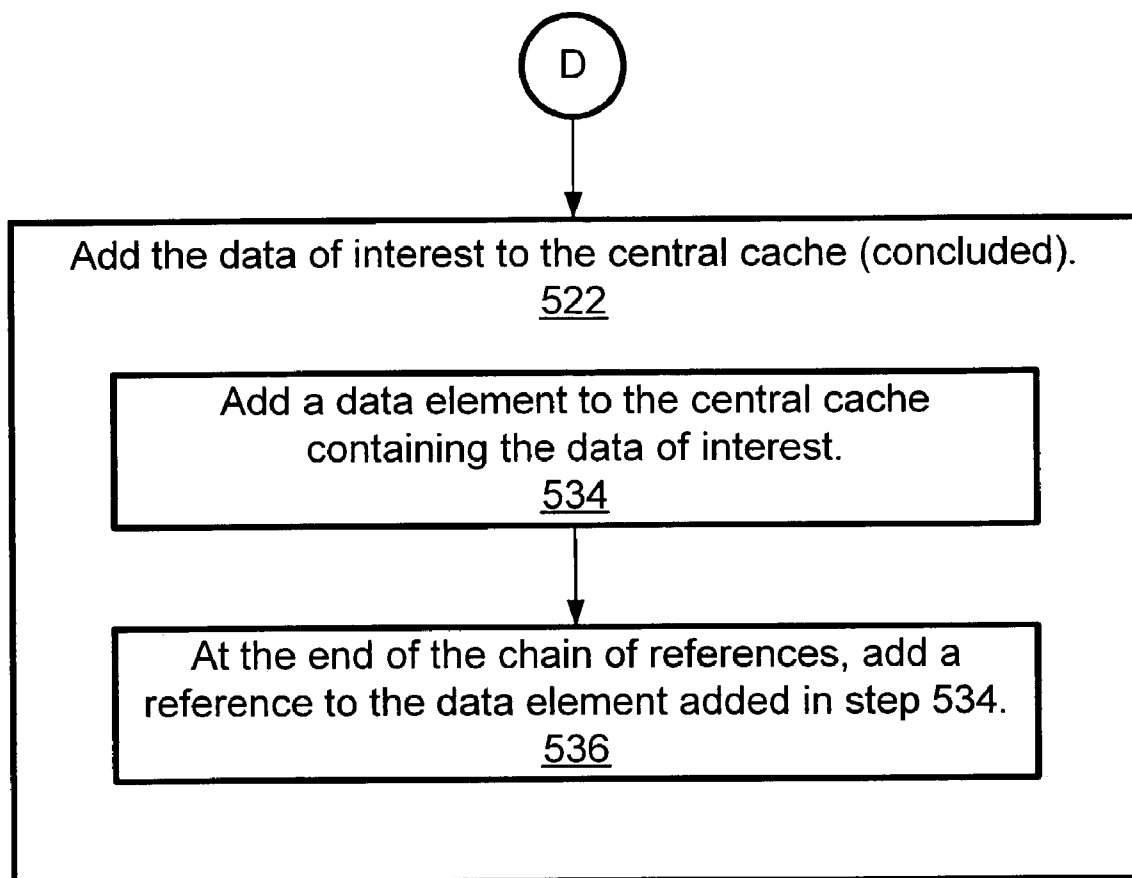 D
Add the data of interest to the central cache (concluded).
522
Add a data element to the central cache
containing the data of interest.
534
At the end of the chain of references, add a
reference to the data element added in step 534.
536